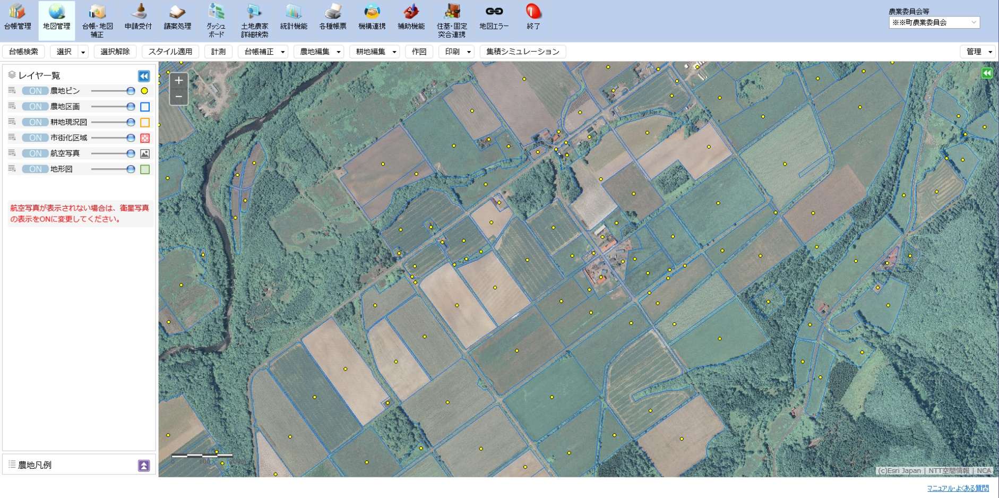 台帳管理
地図管理
台帳・地図
補正
申請受付
議案処理
ダッシュ
ボード
土地農家
詳細検索
統計機能
各種帳票
機構連携
補助機能
住基・固定
突合連携
地図エラー
終了
農業委員会等
※※町農業委員会
台帳検索
選択
選択解除
スタイル適用
計測
台帳補正
農地編集
耕地編集
作図
印刷
集積シミュレーション
管理
レイヤ一覧
ON 農地ピン
ON 農地区画
ON 耕地現況図
ON 市街化区域
ON 航空写真
ON 地形図
航空写真が表示されない場合は、衛星写真
の表示をONに変更してください。
+
−
0 100
農地凡例
(c)Esri Japan | NTT空間情報 | NCA
マニュアル・よくある質問